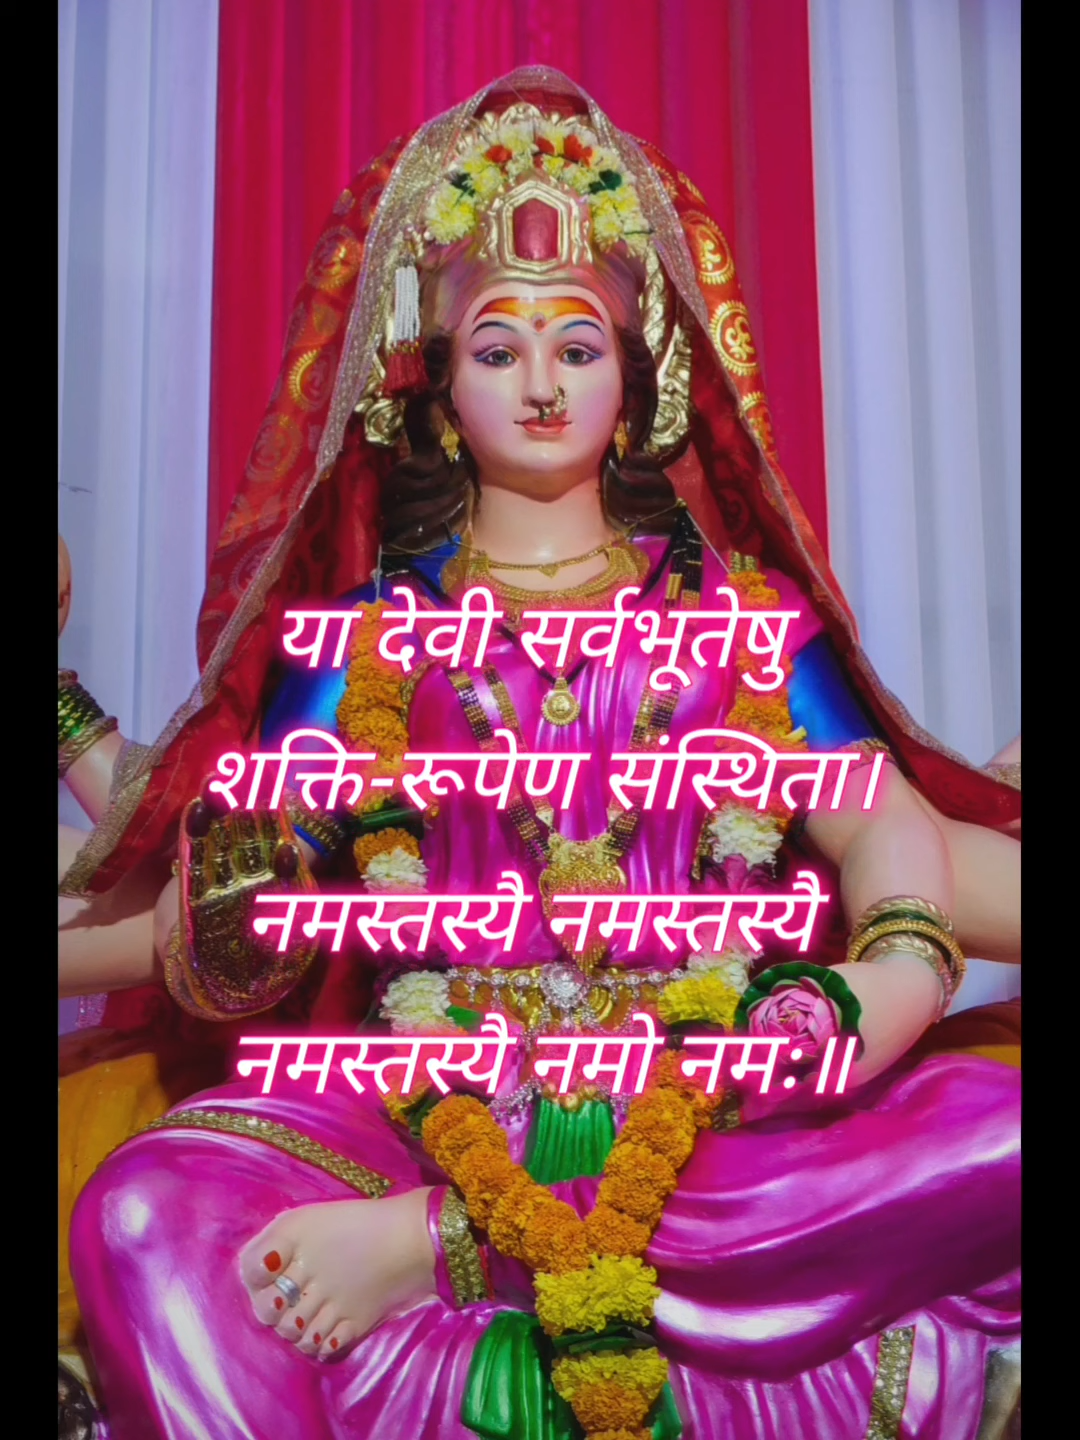 या देवी सर्वभूतेषु
शक्ति-रूपेण संस्थिता।
नमस्तस्यै नमस्तस्यै
नमस्तस्यै नमो नमः॥